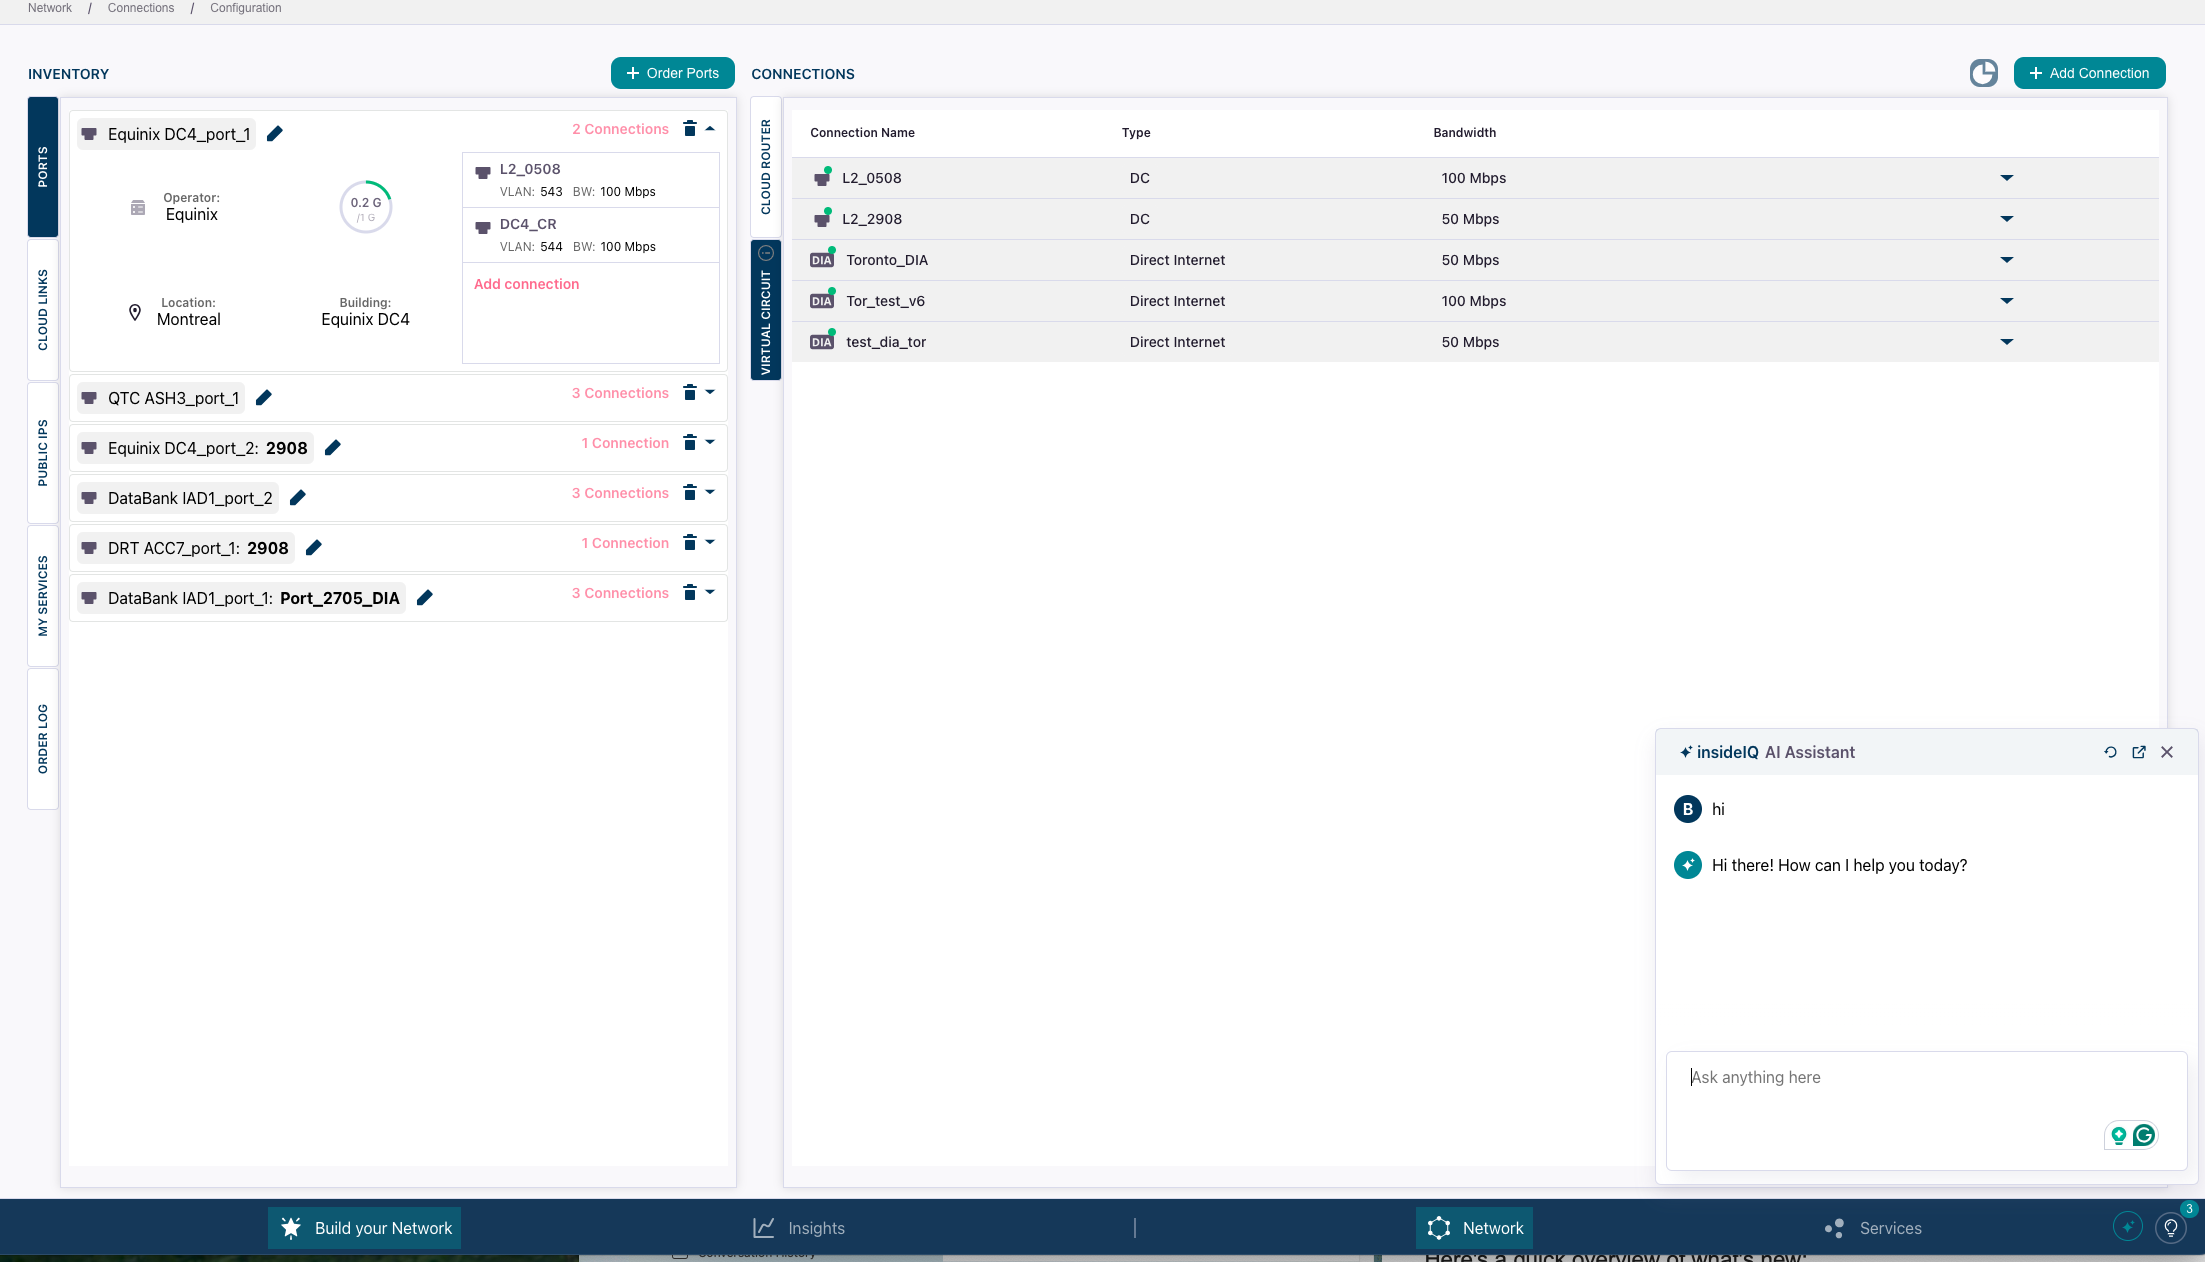 Network / Connections / Configuration
INVENTORY
Order Ports
PORTS
CLOUD LINKS
PUBLIC IPS
MY SERVICES
ORDER LOG
Equinix DC4_port_1
2 Connections
Operator:
Equinix
0.2 G
/1 G
Location:
Montreal
Building:
Equinix DC4
L2_0508
VLAN: 543 BW: 100 Mbps
DC4_CR
VLAN: 544 BW: 100 Mbps
Add connection
QTC ASH3_port_1
3 Connections
Equinix DC4_port_2: 2908
1 Connection
DataBank IAD1_port_2
3 Connections
DRT ACC7_port_1: 2908
1 Connection
DataBank IAD1_port_1: Port_2705_DIA
3 Connections
CONNECTIONS
Add Connection
CLOUD ROUTER
VIRTUAL CIRCUIT
Connection Name Type Bandwidth
L2_0508 DC 100 Mbps
L2_2908 DC 50 Mbps
DIA Toronto_DIA Direct Internet 50 Mbps
DIA Tor_test_v6 Direct Internet 100 Mbps
DIA test_dia_tor Direct Internet 50 Mbps
insideIQ AI Assistant
B hi
Hi there! How can I help you today?
Ask anything here
Build your Network
Insights
Network
Services
3
Conversation History
Here's a quick overview of what's new: